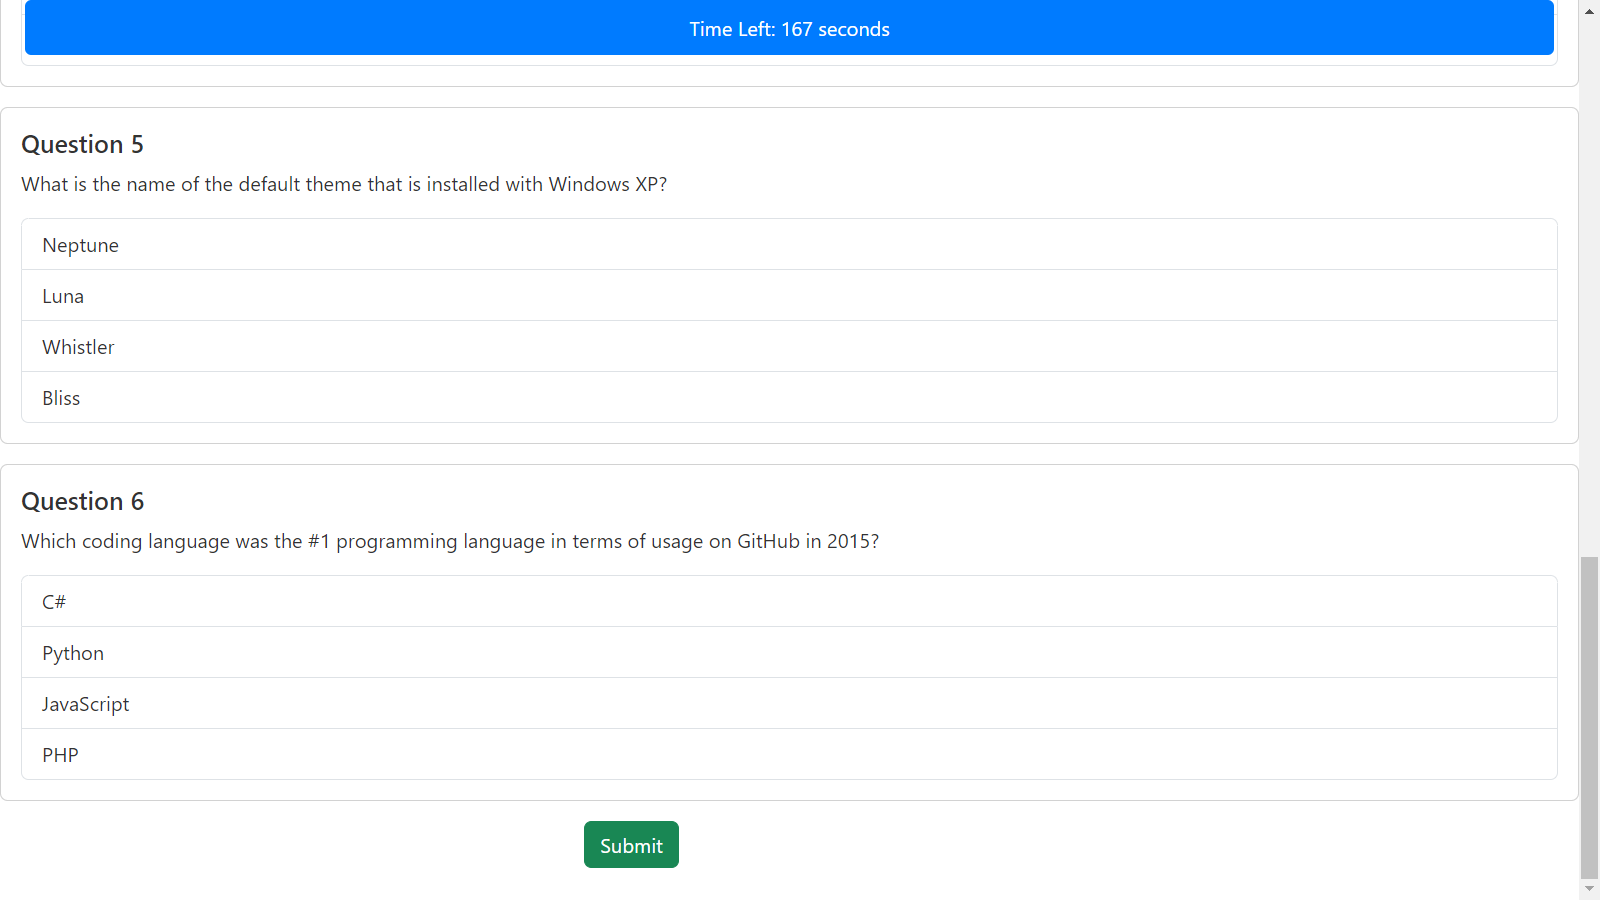 Time Left: 167 seconds
Question 5
What is the name of the default theme that is installed with Windows XP?
Neptune
Luna
Whistler
Bliss
Question 6
Which coding language was the #1 programming language in terms of usage on GitHub in 2015?
C#
Python
JavaScript
PHP
Submit